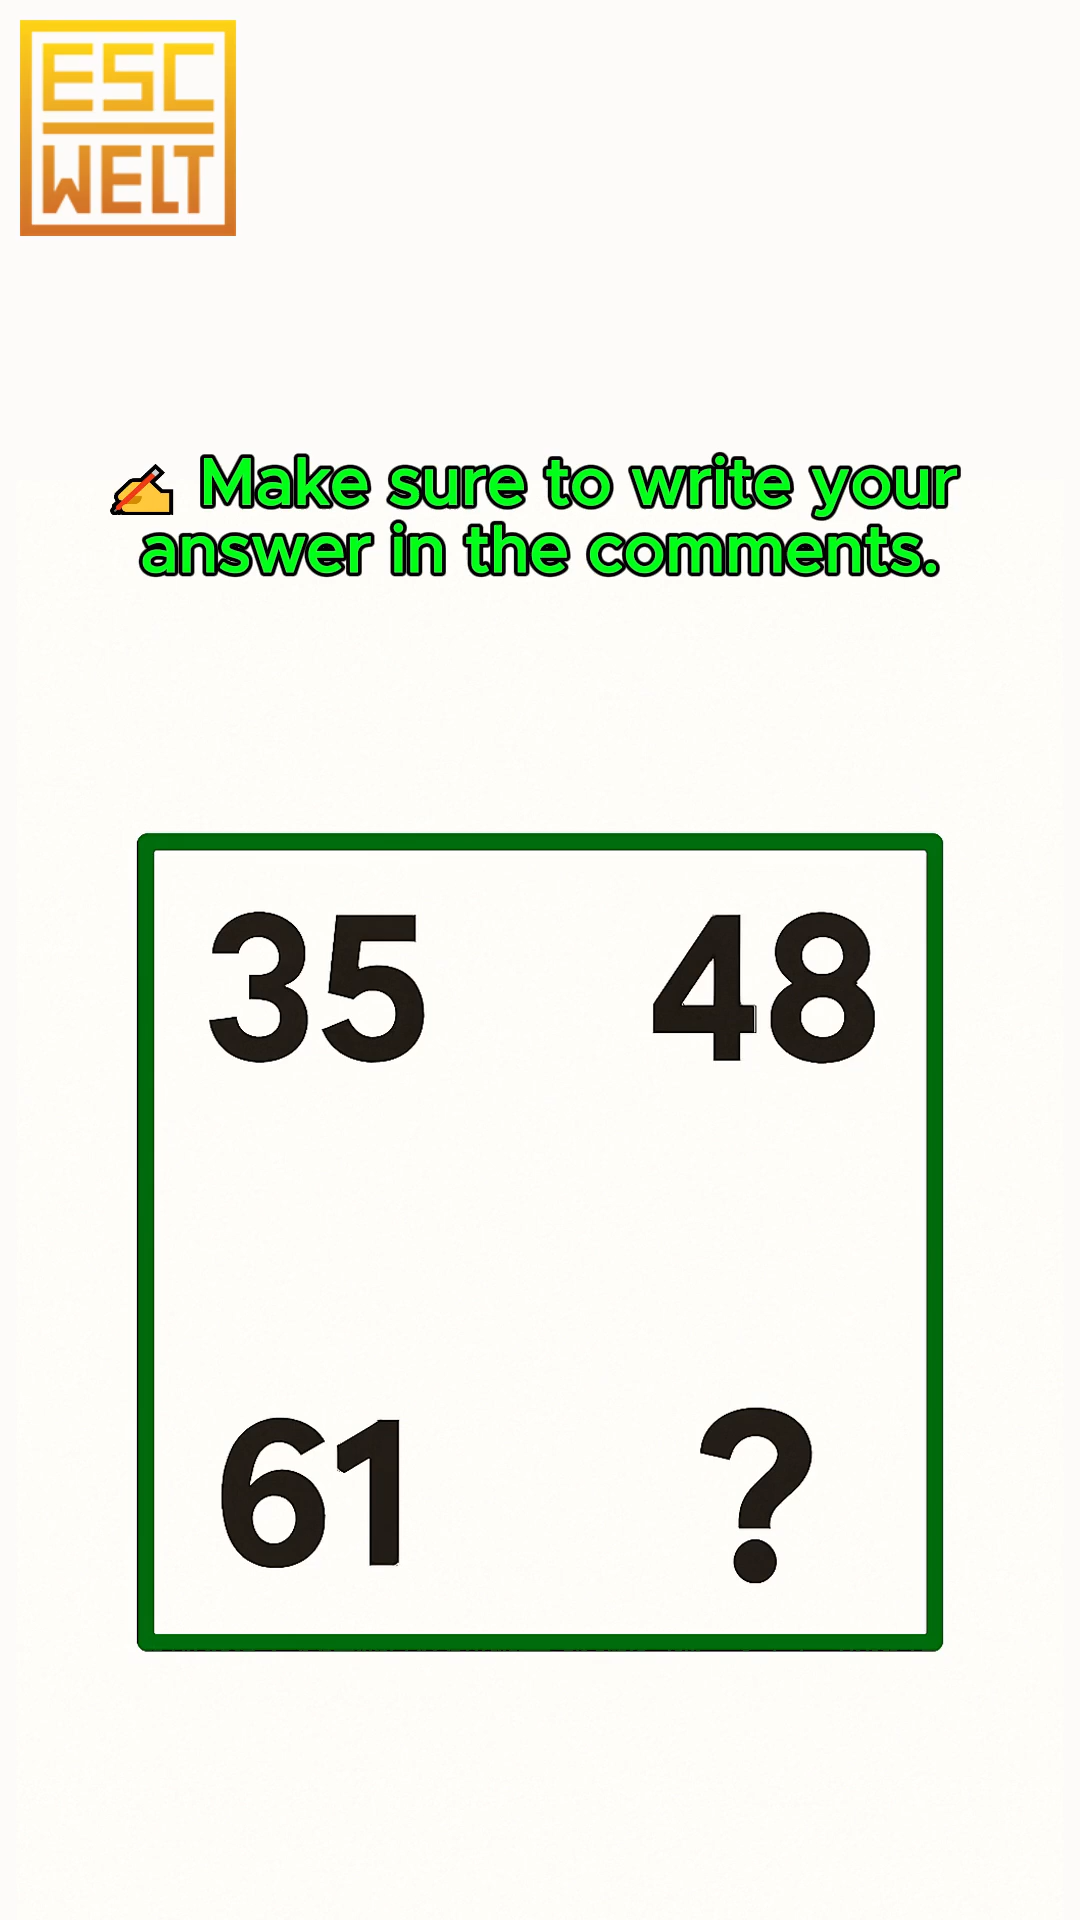 ESC
WELT
✍ Make sure to write your
answer in the comments.
35 48
61 ?